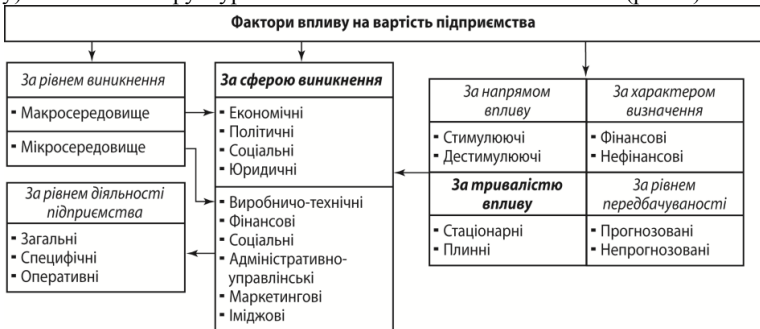 Фактори впливу на вартість підприємства
За рівнем виникнення
▪ Макросередовище
▪ Мікросередовище
За рівнем діяльності
підприємства
▪ Загальні
▪ Специфічні
▪ Оперативні
За сферою виникнення
▪ Економічні
▪ Політичні
▪ Соціальні
▪ Юридичні
▪ Виробничо-технічні
▪ Фінансові
▪ Соціальні
▪ Адміністративно-
управлінські
▪ Маркетингові
▪ Іміджові
За напрямом
впливу
▪ Стимулюючі
▪ Дестимулюючі
За характером
визначення
▪ Фінансові
▪ Нефінансові
За тривалістю
впливу
▪ Стаціонарні
▪ Плинні
За рівнем
передбачуваності
▪ Прогнозовані
▪ Непрогнозовані